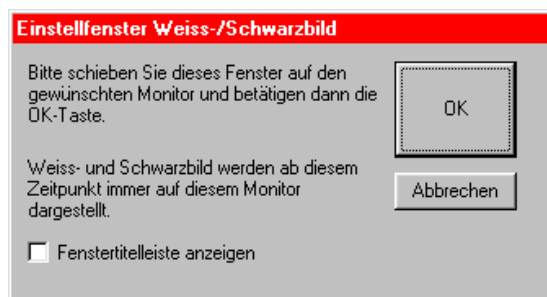 Einstellfenster Weiss-/Schwarzbild
Bitte schieben Sie dieses Fenster auf den
gewünschten Monitor und betätigen dann die
OK-Taste.
OK
Weiss- und Schwarzbild werden ab diesem
Zeitpunkt immer auf diesem Monitor
dargestellt.
Abbrechen
Fenstertitelleiste anzeigen